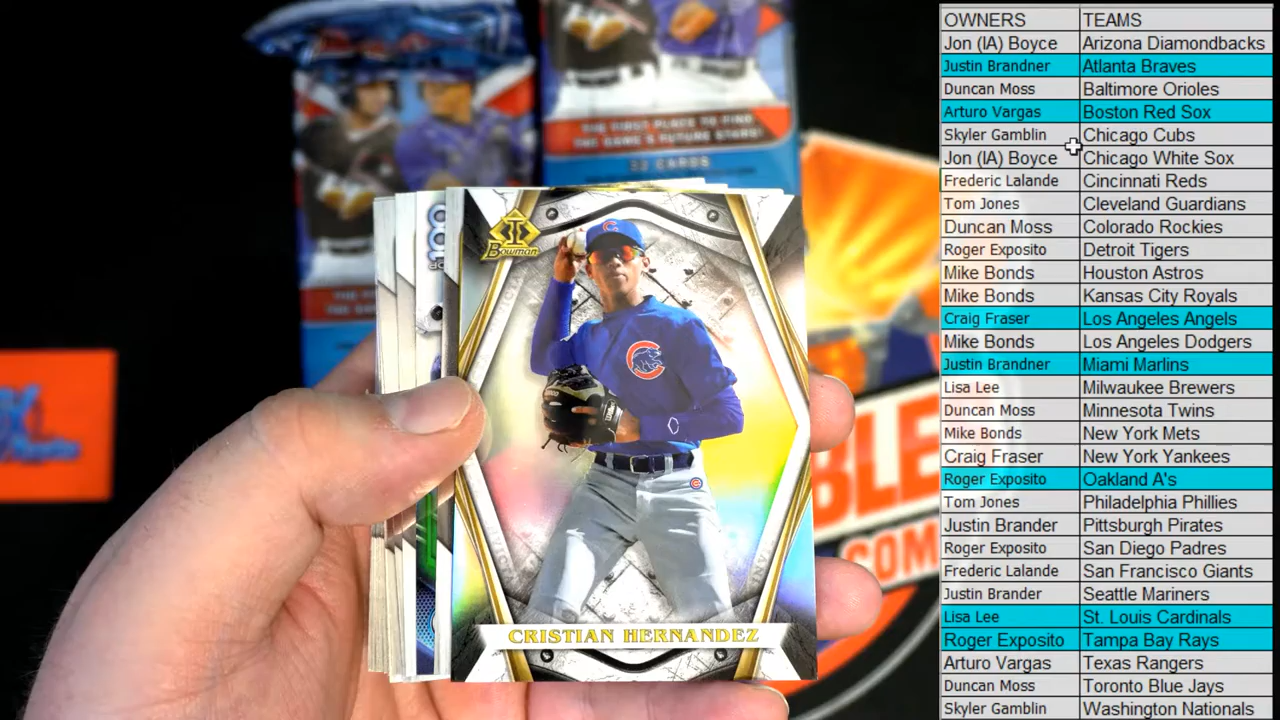 THE FIRST PLACE TO FIND
THE GAME'S FUTURE STARS!
12 CARDS
100
I
Bowman
C
CRISTIAN HERNANDEZ
BLE
.COM
OWNERS TEAMS
Jon (IA) Boyce Arizona Diamondbacks
Justin Brandner Atlanta Braves
Duncan Moss Baltimore Orioles
Arturo Vargas Boston Red Sox
Skyler Gamblin Chicago Cubs
Jon (IA) Boyce Chicago White Sox
Frederic Lalande Cincinnati Reds
Tom Jones Cleveland Guardians
Duncan Moss Colorado Rockies
Roger Exposito Detroit Tigers
Mike Bonds Houston Astros
Mike Bonds Kansas City Royals
Craig Fraser Los Angeles Angels
Mike Bonds Los Angeles Dodgers
Justin Brandner Miami Marlins
Lisa Lee Milwaukee Brewers
Duncan Moss Minnesota Twins
Mike Bonds New York Mets
Craig Fraser New York Yankees
Roger Exposito Oakland A's
Tom Jones Philadelphia Phillies
Justin Brander Pittsburgh Pirates
Roger Exposito San Diego Padres
Frederic Lalande San Francisco Giants
Justin Brander Seattle Mariners
Lisa Lee St. Louis Cardinals
Roger Exposito Tampa Bay Rays
Arturo Vargas Texas Rangers
Duncan Moss Toronto Blue Jays
Skyler Gamblin Washington Nationals